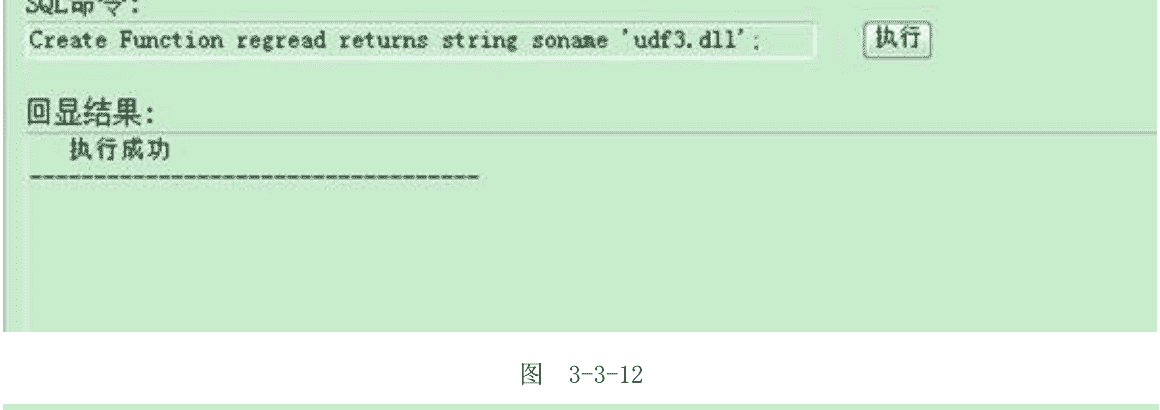 SQL命令:
Create Function regread returns string soname 'udf3.dll';
执行
回显结果:
执行成功
-----------------------------------
图 3-3-12